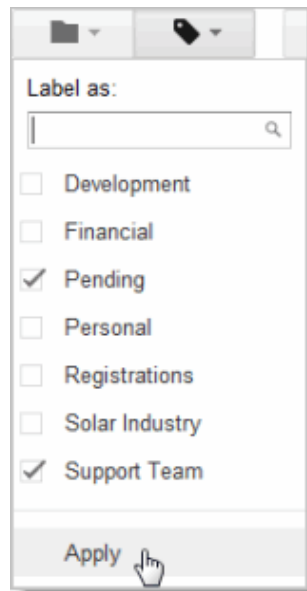 Label as:
Development
Financial
Pending
Personal
Registrations
Solar Industry
Support Team
Apply